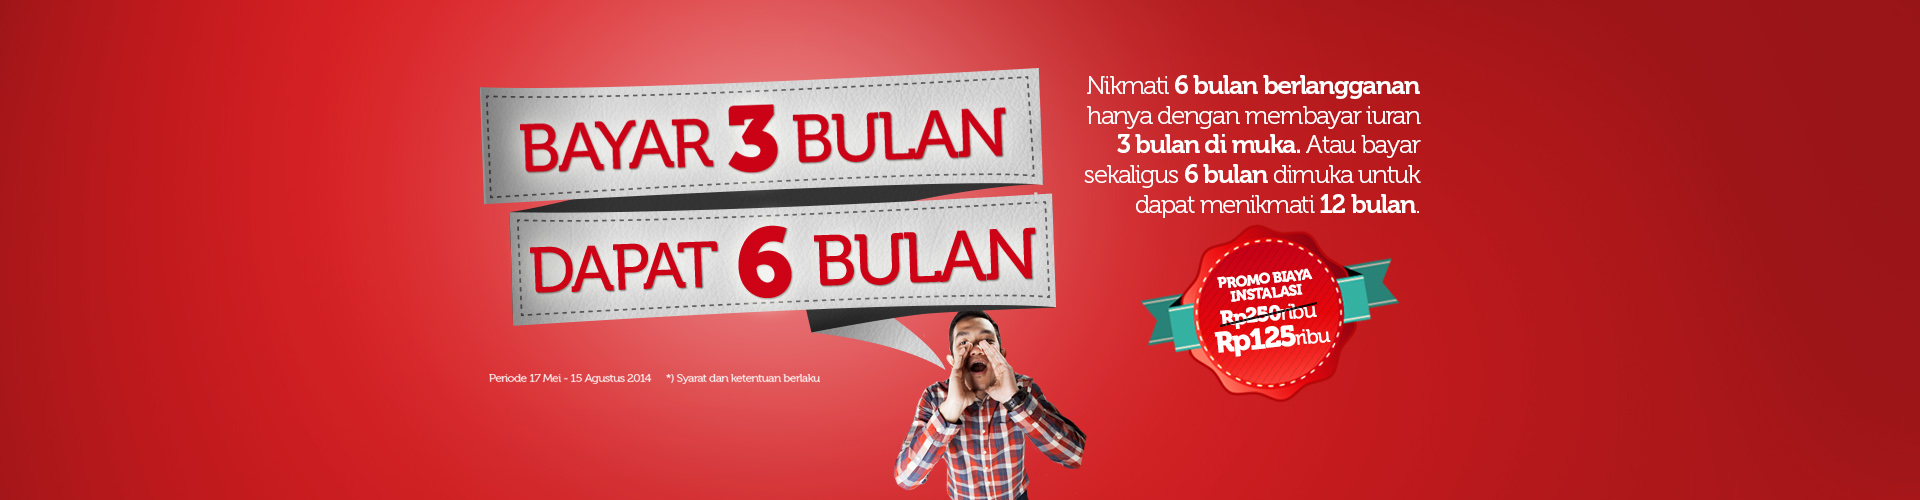 BAYAR 3 BULAN
DAPAT 6 BULAN
Nikmati 6 bulan berlangganan
hanya dengan membayar iuran
3 bulan di muka. Atau bayar
sekaligus 6 bulan dimuka untuk
dapat menikmati 12 bulan.
PROMO BIAYA
INSTALASI
Rp250ribu
Rp125ribu
Periode 17 Mei - 15 Agustus 2014 *) Syarat dan ketentuan berlaku